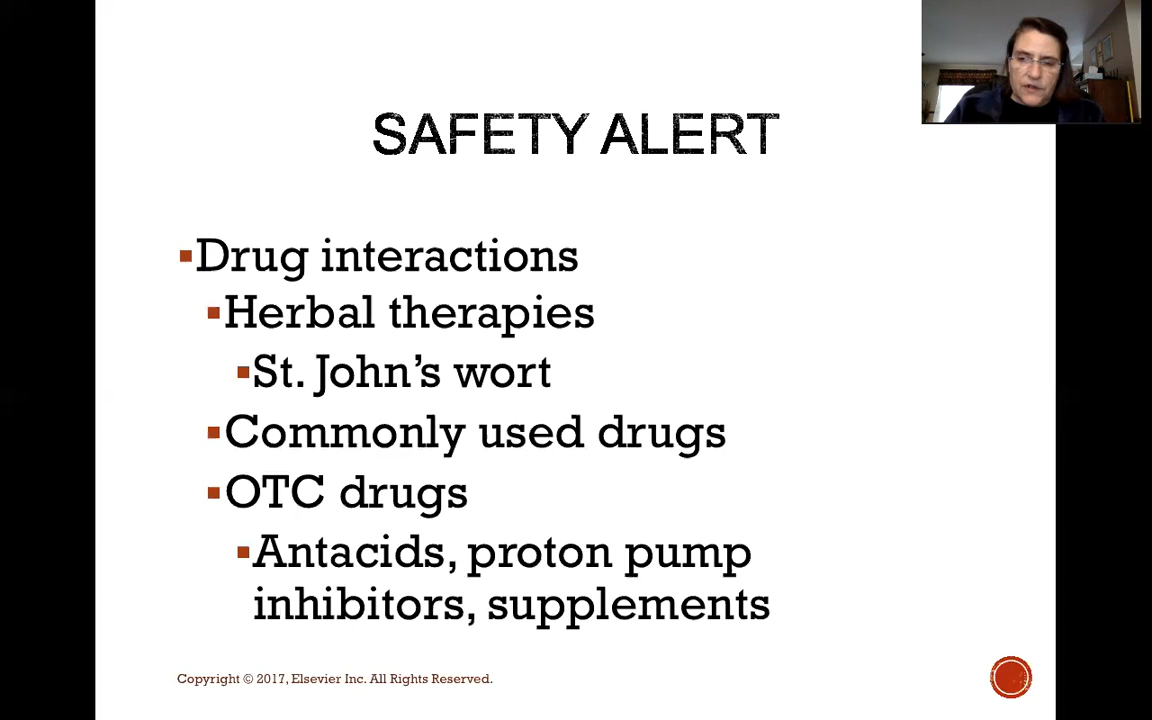 SAFETY ALERT
Drug interactions
Herbal therapies
St. John’s wort
Commonly used drugs
OTC drugs
Antacids, proton pump
inhibitors, supplements
Copyright © 2017, Elsevier Inc. All Rights Reserved.